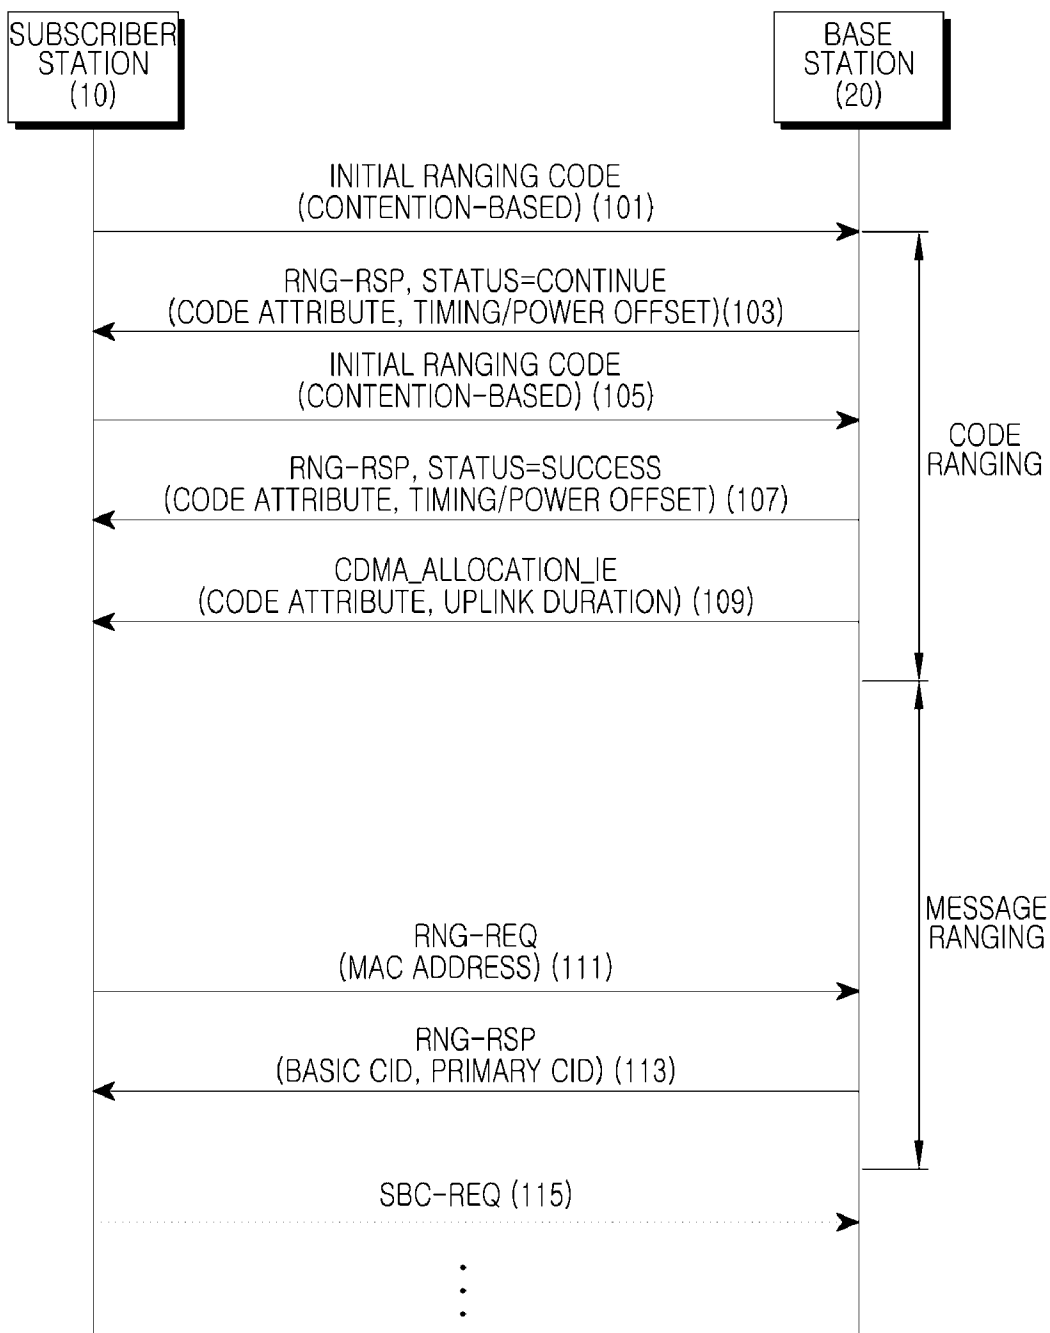 SUBSCRIBER
STATION
(10)
BASE
STATION
(20)
INITIAL RANGING CODE
(CONTENTION-BASED) (101)
RNG-RSP, STATUS=CONTINUE
(CODE ATTRIBUTE, TIMING/POWER OFFSET)(103)
INITIAL RANGING CODE
(CONTENTION-BASED) (105)
CODE
RANGING
RNG-RSP, STATUS=SUCCESS
(CODE ATTRIBUTE, TIMING/POWER OFFSET) (107)
CDMA_ALLOCATION_IE
(CODE ATTRIBUTE, UPLINK DURATION) (109)
MESSAGE
RANGING
RNG-REQ
(MAC ADDRESS) (111)
RNG-RSP
(BASIC CID, PRIMARY CID) (113)
SBC-REQ (115)